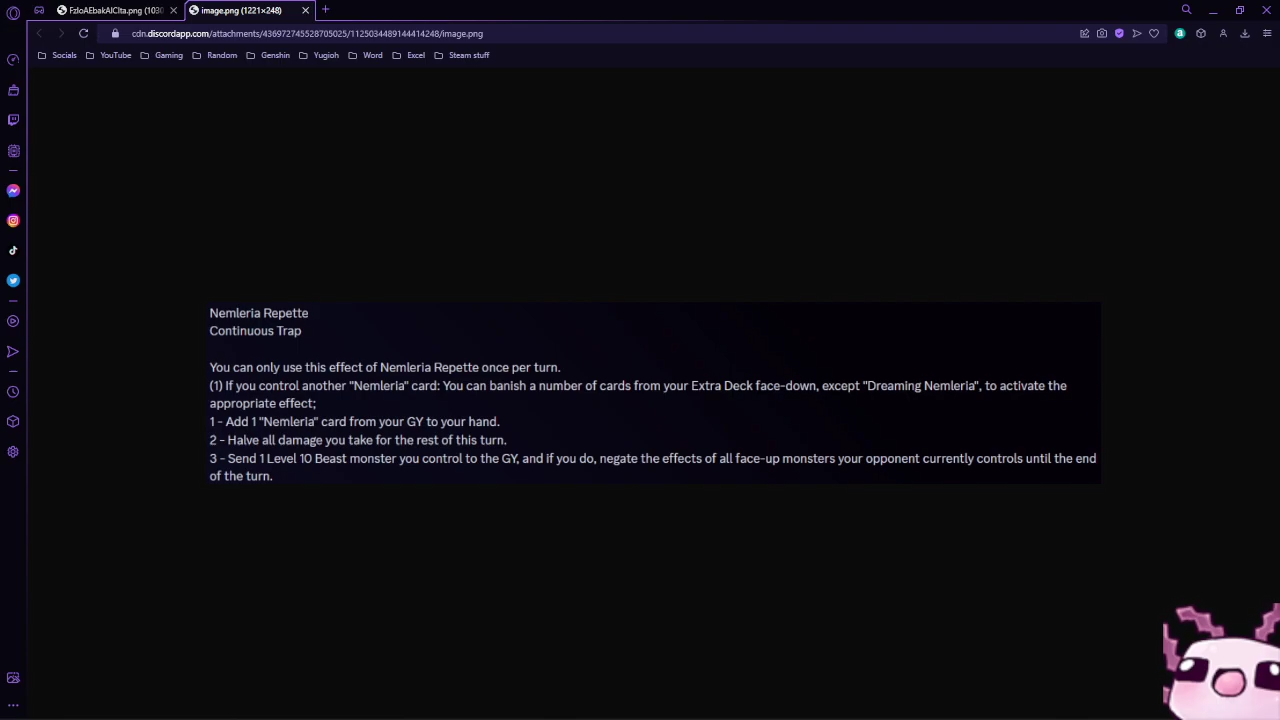 FzIoAEbakAICIta.png (1030
image.png (1221×248)
cdn.discordapp.com/attachments/436972745528705025/1125034489144414248/image.png
Socials
YouTube
Gaming
Random
Genshin
Yugioh
Word
Excel
Steam stuff
Nemleria Repette
Continuous Trap
You can only use this effect of Nemleria Repette once per turn.
(1) If you control another "Nemleria" card: You can banish a number of cards from your Extra Deck face-down, except "Dreaming Nemleria", to activate the
appropriate effect;
1 - Add 1 "Nemleria" card from your GY to your hand.
2 - Halve all damage you take for the rest of this turn.
3 - Send 1 Level 10 Beast monster you control to the GY, and if you do, negate the effects of all face-up monsters your opponent currently controls until the end
of the turn.